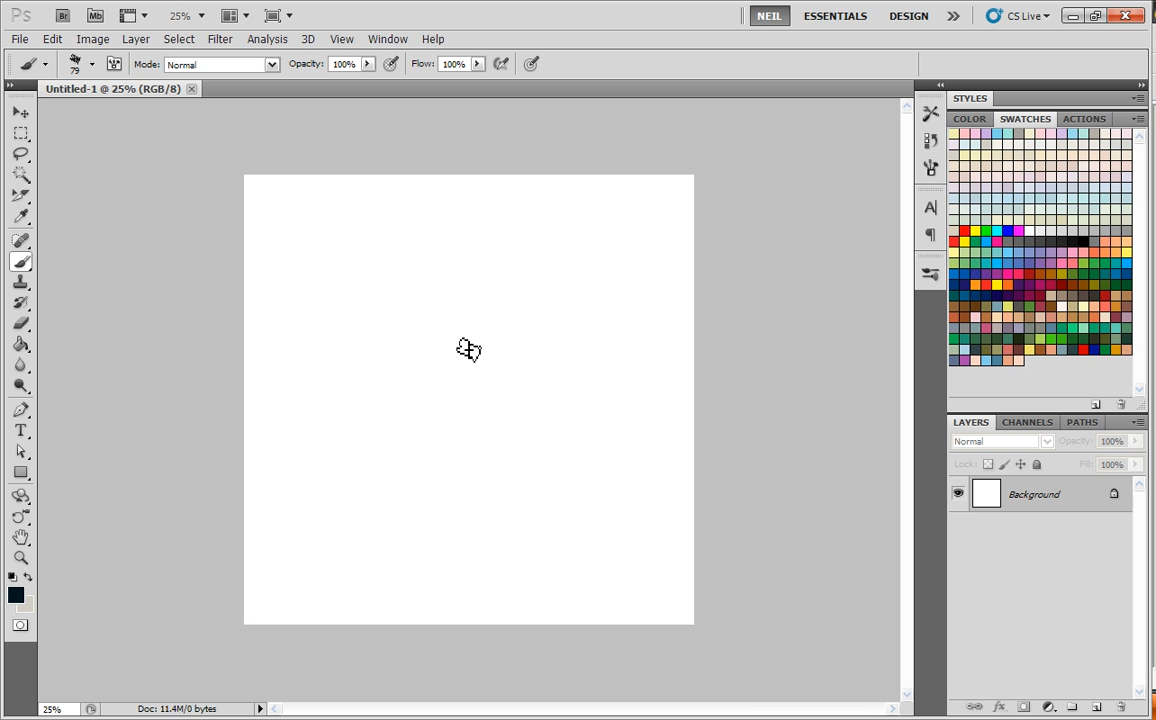 Ps Br Mb 25% NEIL ESSENTIALS DESIGN CS Live
File Edit Image Layer Select Filter Analysis 3D View Window Help
79 Mode: Normal Opacity: 100% Flow: 100%
Untitled-1 @ 25% (RGB/8)
STYLES
COLOR SWATCHES ACTIONS
A
T
LAYERS CHANNELS PATHS
Normal Opacity: 100%
Lock: Fill: 100%
Background
fx
25% Doc: 11.4M/0 bytes